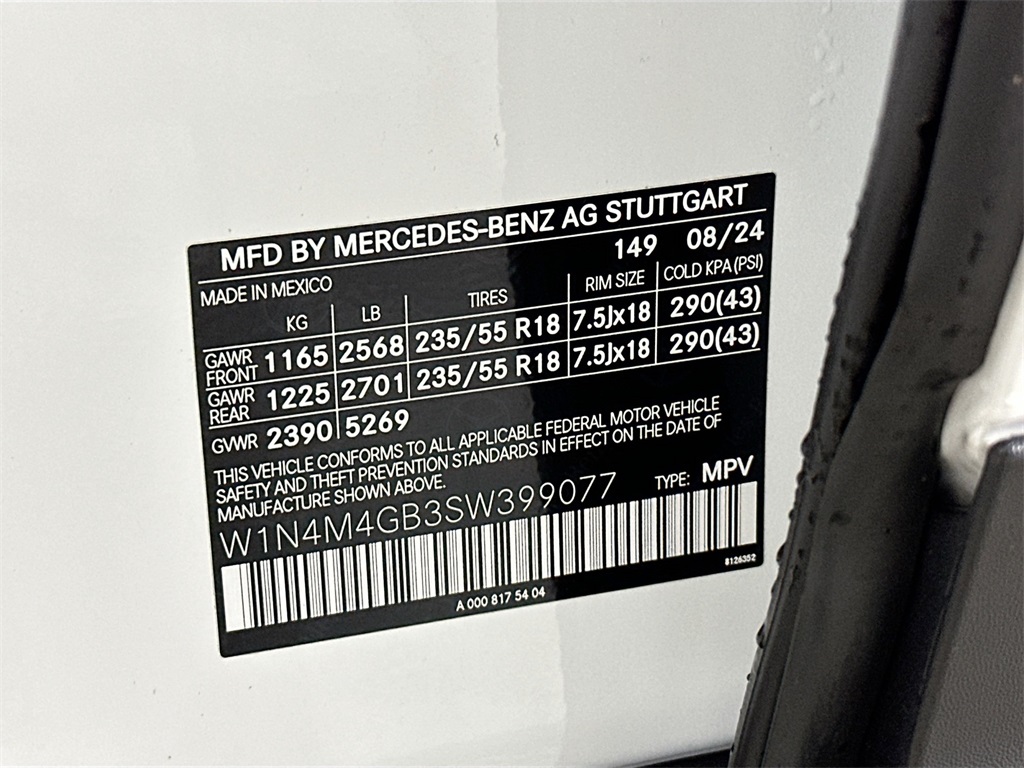 MFD BY MERCEDES-BENZ AG STUTTGART
MADE IN MEXICO 149 08/24
KG LB TIRES RIM SIZE COLD KPA(PSI)
GAWR FRONT 1165 2568 235/55 R18 7.5Jx18 290(43)
GAWR REAR 1225 2701 235/55 R18 7.5Jx18 290(43)
GVWR 2390 5269
THIS VEHICLE CONFORMS TO ALL APPLICABLE FEDERAL MOTOR VEHICLE
SAFETY AND THEFT PREVENTION STANDARDS IN EFFECT ON THE DATE OF
MANUFACTURE SHOWN ABOVE.
W1N4M4GB3SW399077 TYPE: MPV
A 000 817 54 04 8126352